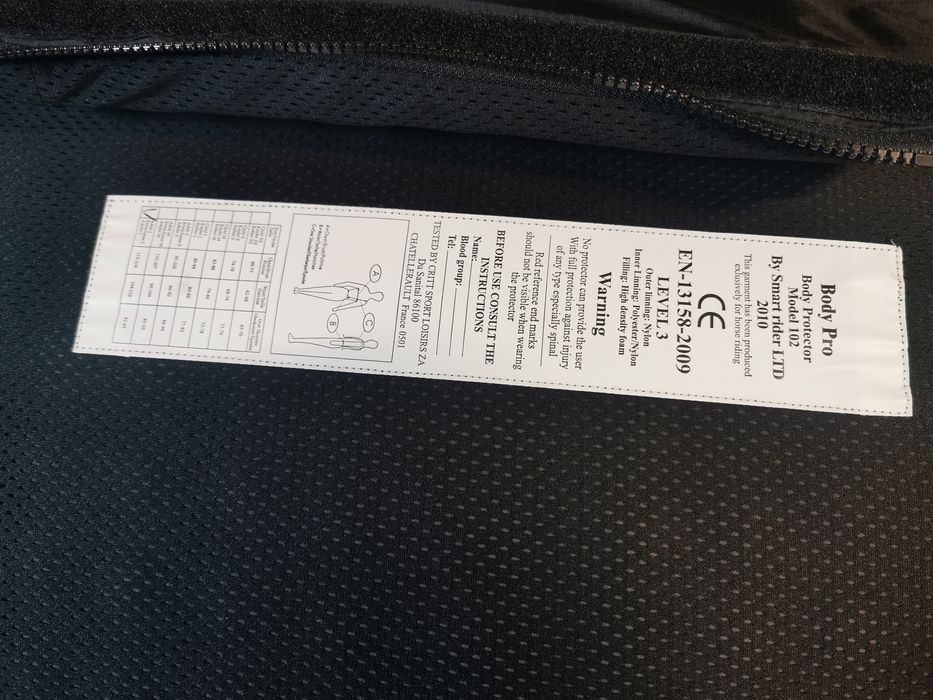 Body Pro
Body Protector
Model 102
By Smart rider LTD
2010
This garment has been produced
exlusively for horse riding
CE
EN-13158-2009
LEVEL 3
Outer linning: Nylon
Inner Linning: Polyester/Nylon
Filling: High density foam
Warning
No protector can provide the user
With full protection against injury
of any type especially spinal
Red reference end marks
should not be visible when wearing
the protector
BEFORE USE CONSULT THE
INSTRUCTIONS
Name:
Blood group:
Tel:
TESTED BY CRITT SPORT LOISIRS ZA
Du Sanital 86100
CHATELLERAULT France 0501
A
C
B